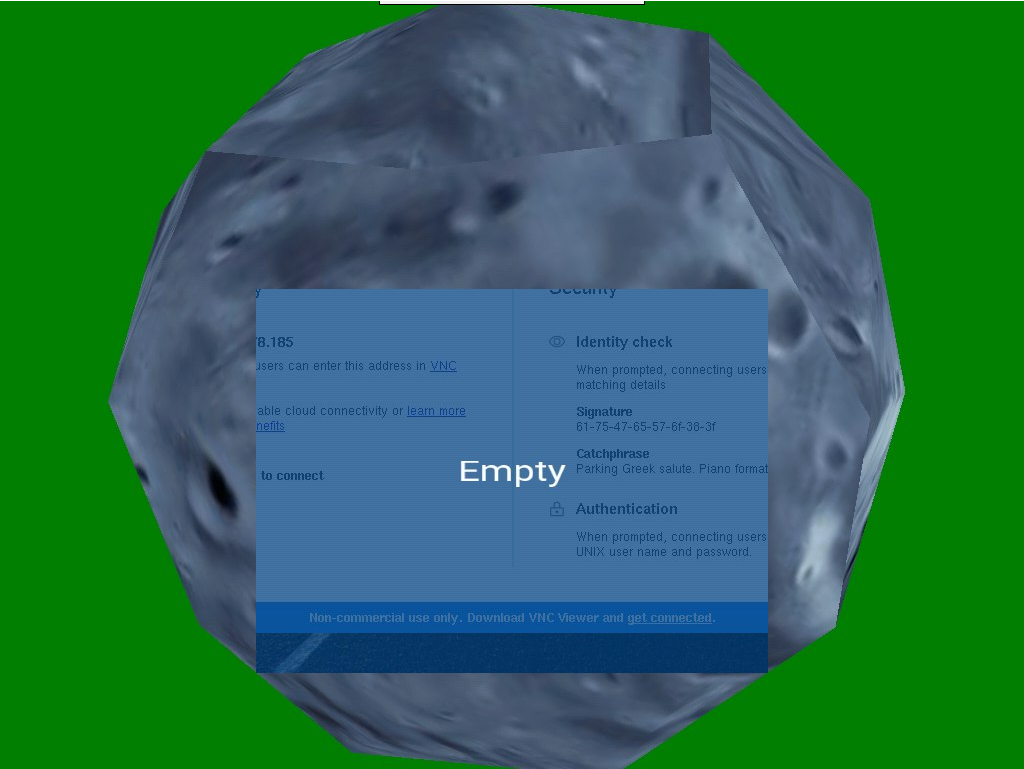 Security
78.185
Identity check
users can enter this address in VNC
When prompted, connecting users
matching details
able cloud connectivity or learn more
Signature
61-75-47-65-57-6f-38-3f
Catchphrase
Parking Greek salute. Piano format
Empty
to connect
Authentication
When prompted, connecting users
UNIX user name and password.
Non-commercial use only. Download VNC Viewer and get connected.